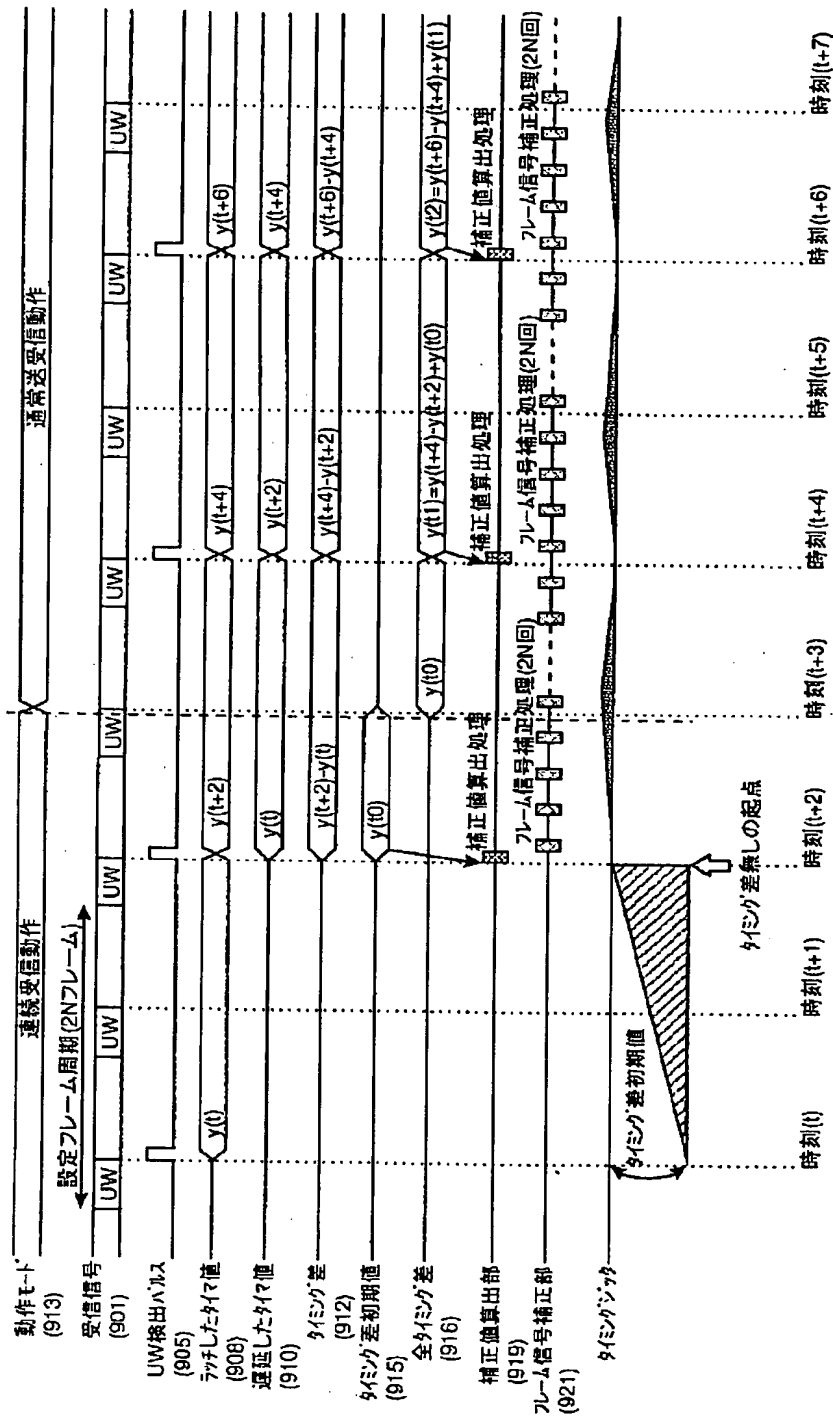 動作モード
(913)
連続受信動作
通常送受信動作
設定フレーム周期(2Nフレーム)
受信信号
(901)
UW
UW
UW
UW
UW
UW
UW
UW
UW検出パルス
(905)
ラッチしたタイマ値
(908)
y(t)
y(t+2)
y(t+4)
y(t+6)
遅延したタイマ値
(910)
y(t)
y(t+2)
y(t+4)
タイミング差
(912)
y(t+2)-y(t)
y(t+4)-y(t+2)
y(t+6)-y(t+4)
タイミング差初期値
(915)
y(t0)
全タイミング差
(916)
y(t0)
y(t1)=y(t+4)-y(t+2)+y(t0)
y(t2)=y(t+6)-y(t+4)+y(t1)
補正値算出部
(919)
補正値算出処理
補正値算出処理
補正値算出処理
フレーム信号補正部
(921)
フレーム信号補正処理(2N回)
フレーム信号補正処理(2N回)
フレーム信号補正処理(2N回)
タイミングジッタ
タイミング差初期値
タイミング差無しの起点
時刻(t)
時刻(t+1)
時刻(t+2)
時刻(t+3)
時刻(t+4)
時刻(t+5)
時刻(t+6)
時刻(t+7)